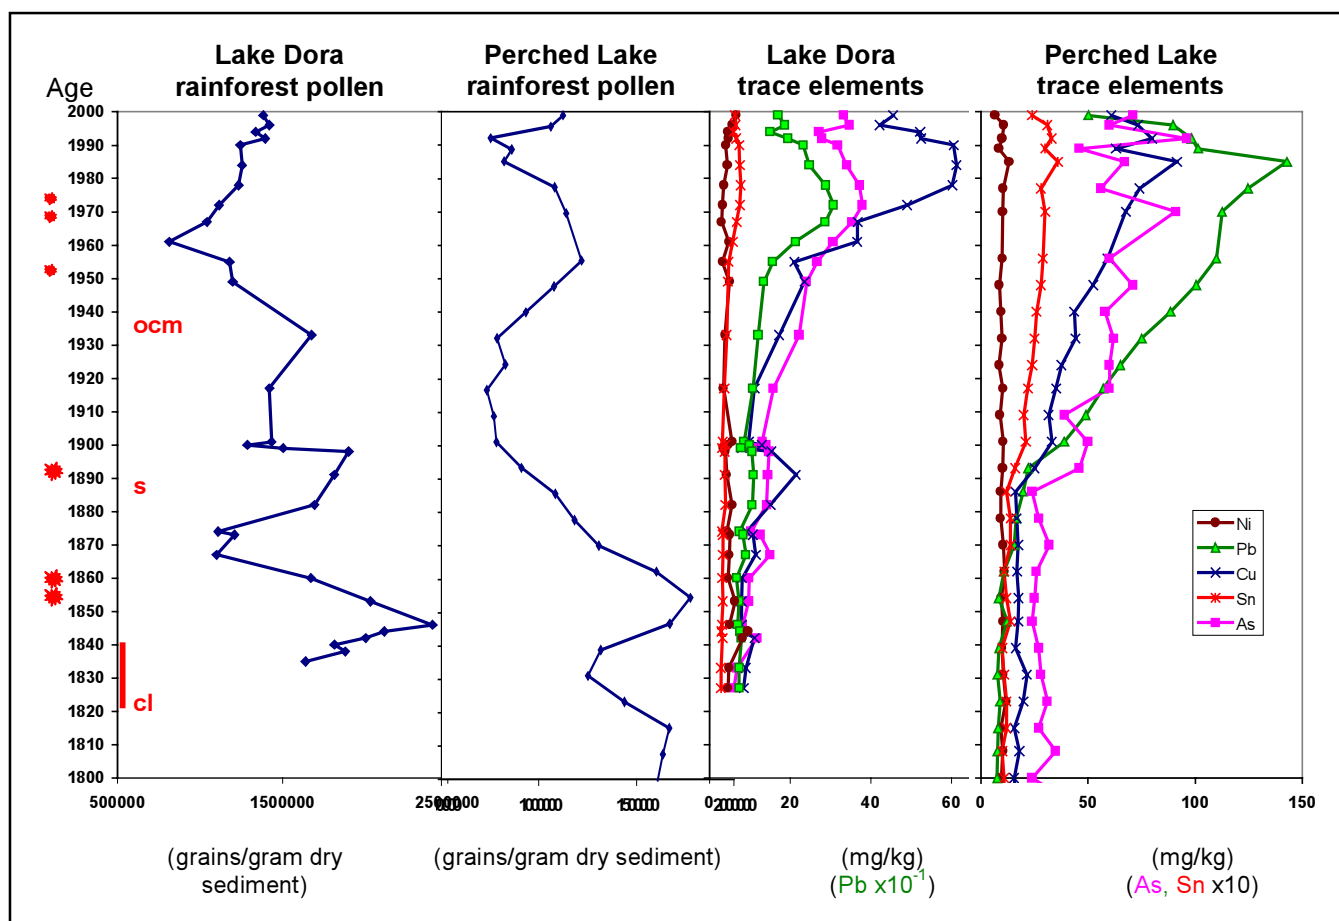 Lake Dora
rainforest pollen
Perched Lake
rainforest pollen
Lake Dora
trace elements
Perched Lake
trace elements
Age
2000
1990
1980
1970
1960
1950
1940
1930
1920
1910
1900
1890
1880
1870
1860
1850
1840
1830
1820
1810
1800
ocm
s
cl
Ni
Pb
Cu
Sn
As
500000
1500000
100000
150000
200000
0
20
40
60
0
50
100
150
(grains/gram dry
sediment)
(grains/gram dry sediment)
(mg/kg)
(Pb x10⁻¹)
(mg/kg)
(As, Sn x10)